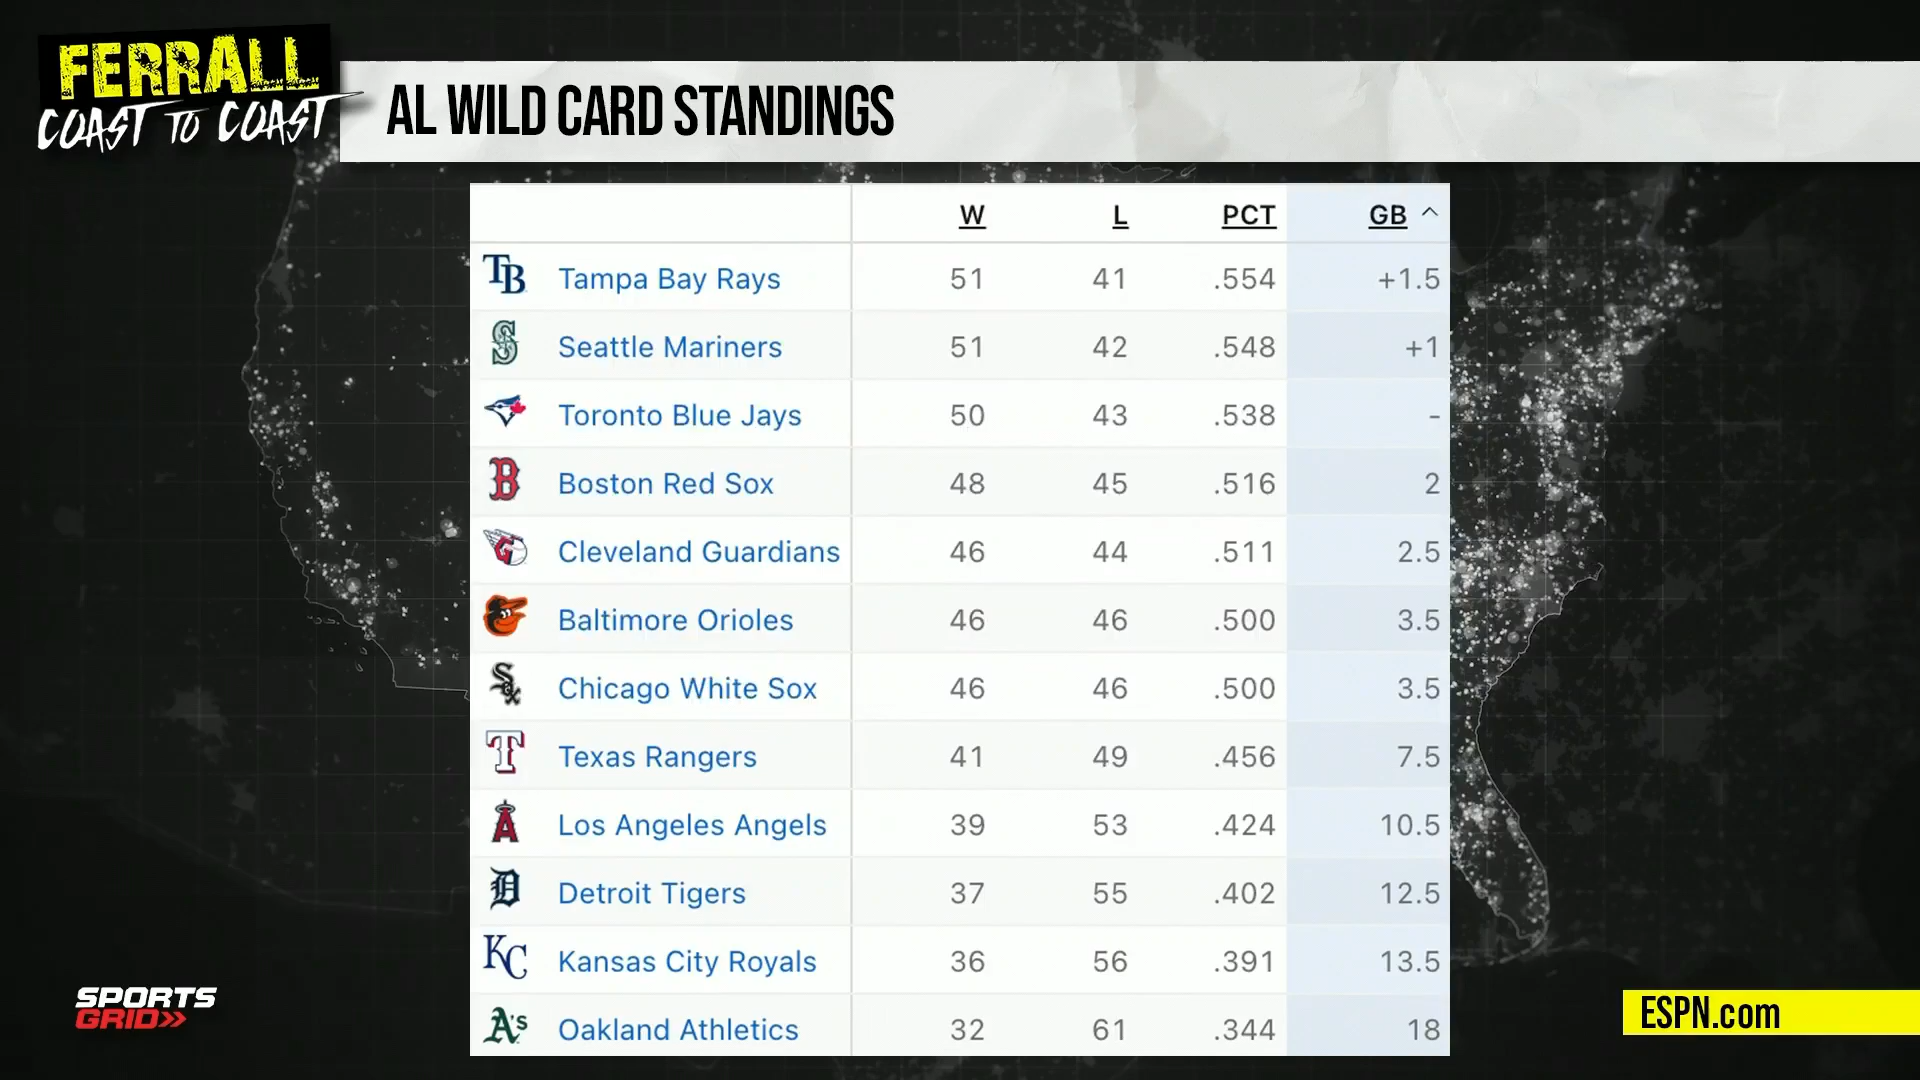 FERRALL
COAST TO COAST
AL WILD CARD STANDINGS
W L PCT GB
TB Tampa Bay Rays 51 41 .554 +1.5
S Seattle Mariners 51 42 .548 +1
Toronto Blue Jays 50 43 .538 -
B Boston Red Sox 48 45 .516 2
Cleveland Guardians 46 44 .511 2.5
Baltimore Orioles 46 46 .500 3.5
Sox Chicago White Sox 46 46 .500 3.5
T Texas Rangers 41 49 .456 7.5
A Los Angeles Angels 39 53 .424 10.5
D Detroit Tigers 37 55 .402 12.5
KC Kansas City Royals 36 56 .391 13.5
A's Oakland Athletics 32 61 .344 18
SPORTS
GRID
ESPN.com